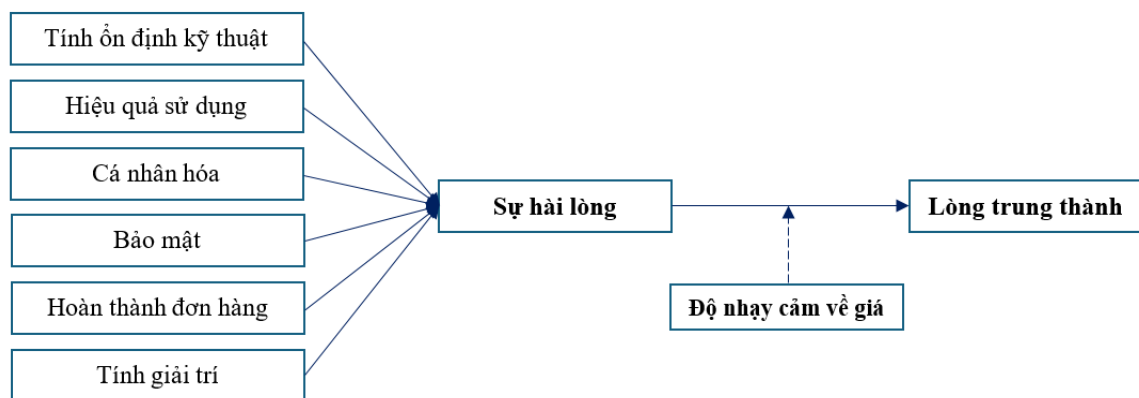 Tính ổn định kỹ thuật
Hiệu quả sử dụng
Cá nhân hóa
Bảo mật
Hoàn thành đơn hàng
Tính giải trí
Sự hài lòng
Độ nhạy cảm về giá
Lòng trung thành